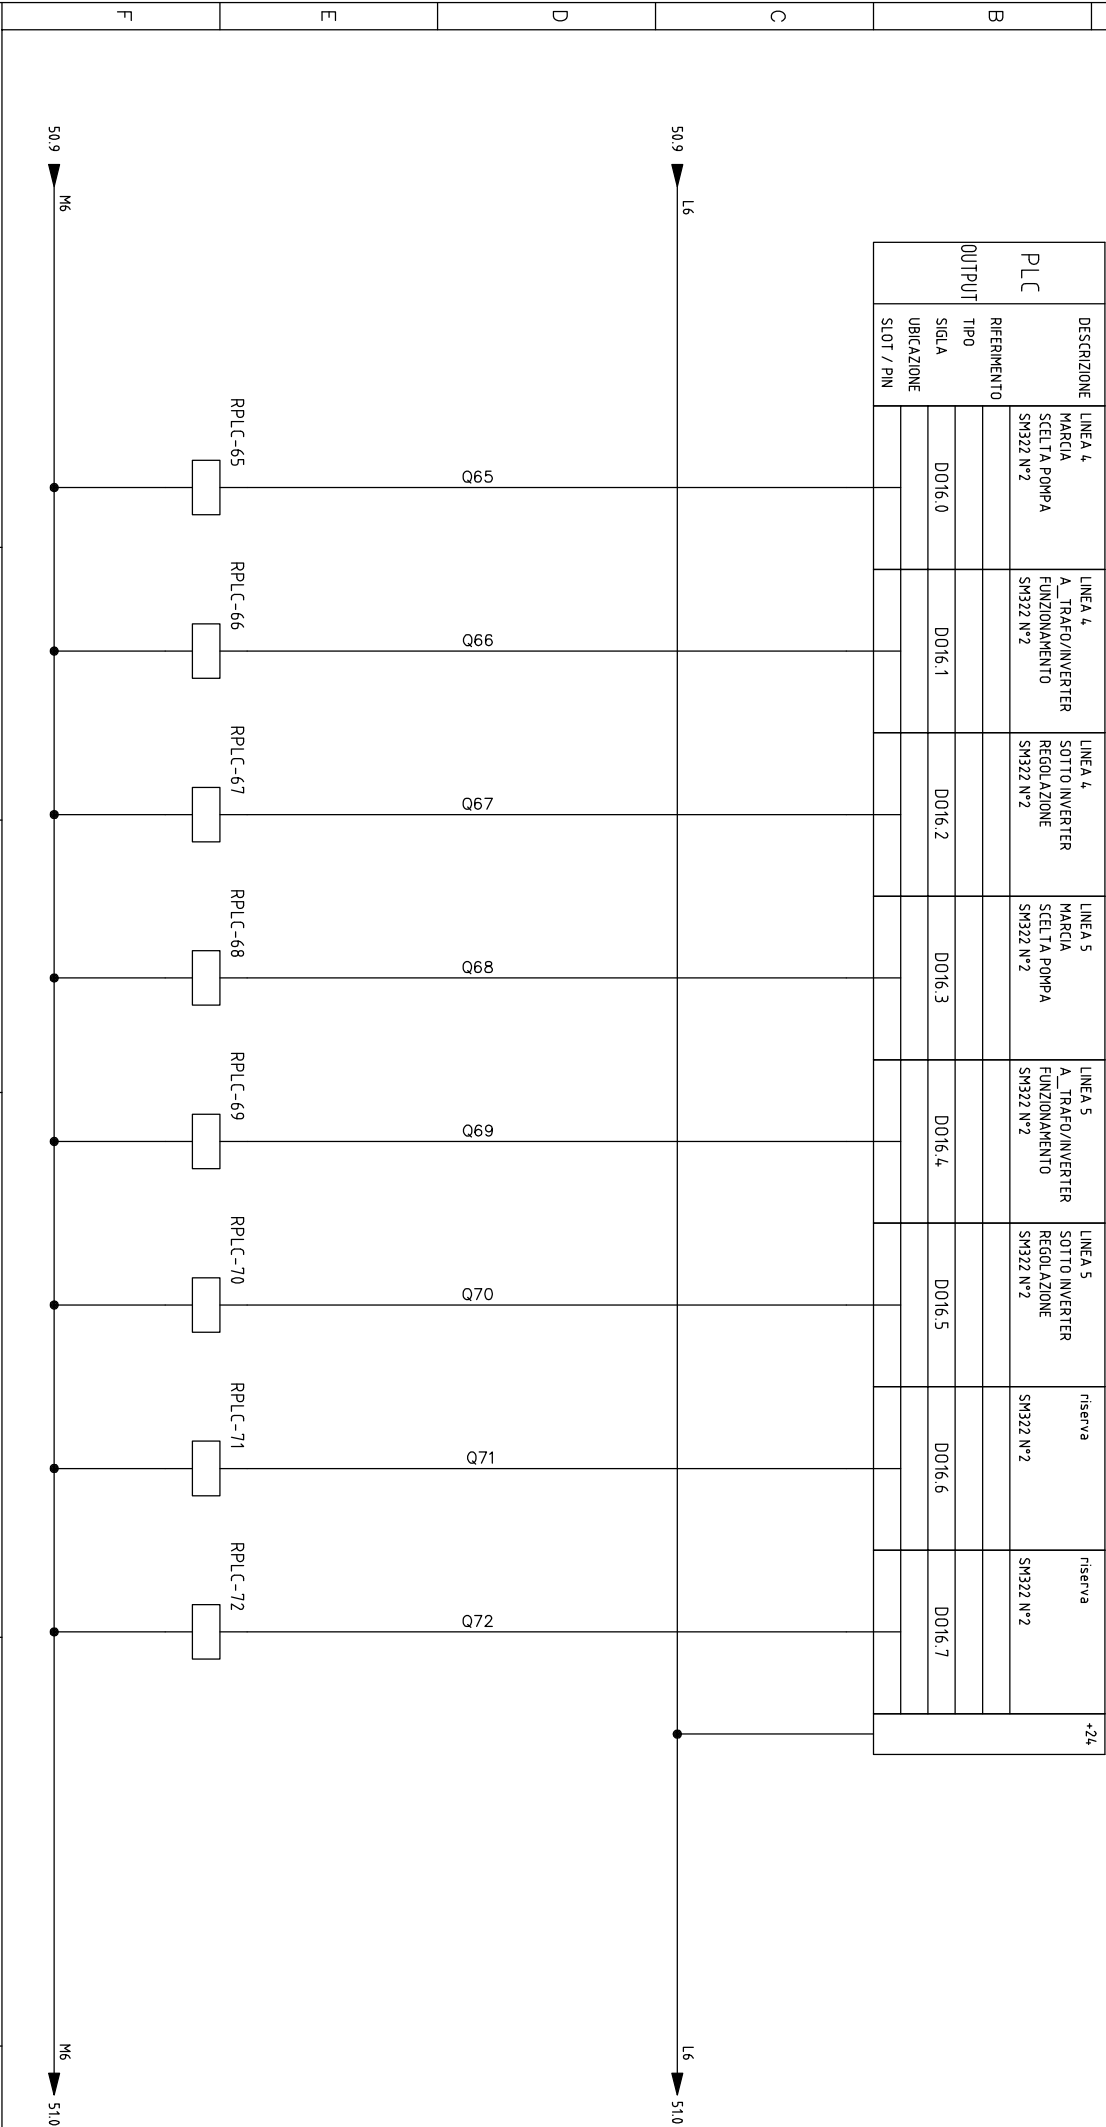 B
C
D
E
F
PLC
OUTPUT
DESCRIZIONE
RIFERIMENTO
TIPO
SIGLA
UBICAZIONE
SLOT / PIN
LINEA 4
MARCIA
SCELTA POMPA
SM322 N°2
DO16.0
LINEA 4
A__TRAFO/INVERTER
FUNZIONAMENTO
SM322 N°2
DO16.1
LINEA 4
SOTTO INVERTER
REGOLAZIONE
SM322 N°2
DO16.2
LINEA 5
MARCIA
SCELTA POMPA
SM322 N°2
DO16.3
LINEA 5
A__TRAFO/INVERTER
FUNZIONAMENTO
SM322 N°2
DO16.4
LINEA 5
SOTTO INVERTER
REGOLAZIONE
SM322 N°2
DO16.5
riserva
SM322 N°2
DO16.6
riserva
SM322 N°2
DO16.7
+24
50.9
L6
L6
51.0
Q65
Q66
Q67
Q68
Q69
Q70
Q71
Q72
RPLC-65
RPLC-66
RPLC-67
RPLC-68
RPLC-69
RPLC-70
RPLC-71
RPLC-72
50.9
M6
M6
51.0